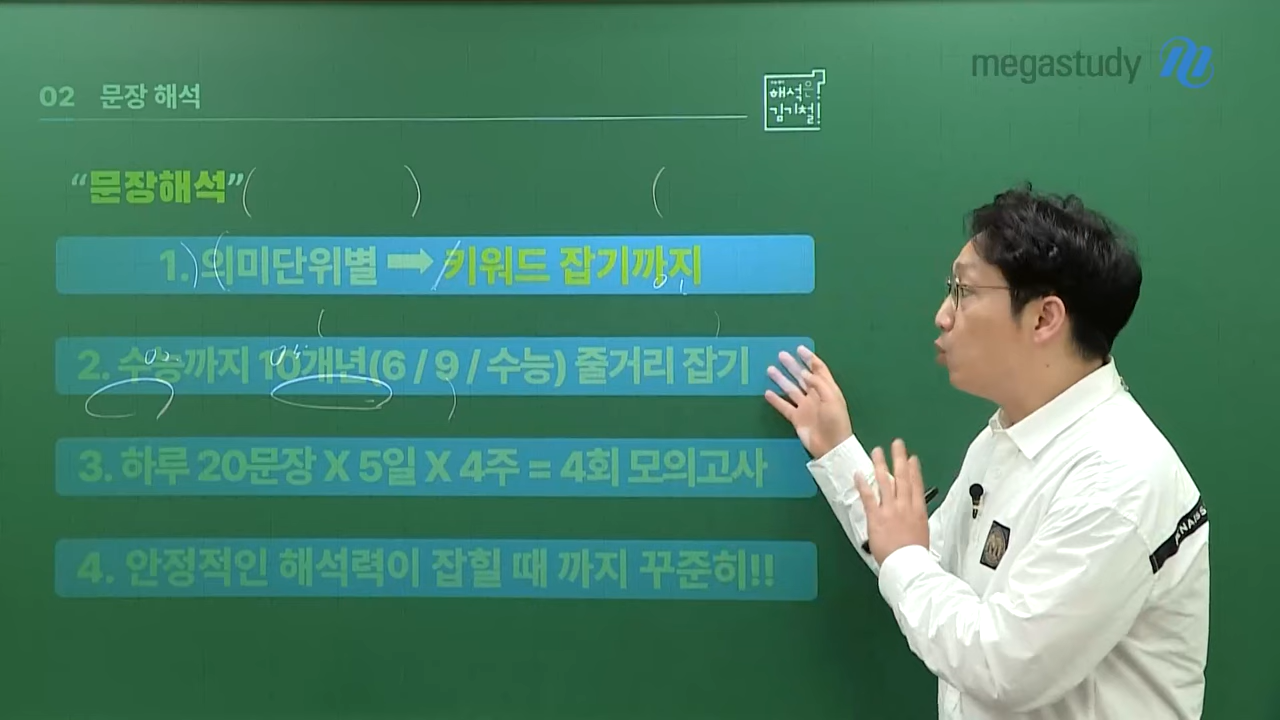 megastudy
02 문장 해석
해석은!
김기철!
“문장해석”
1. 의미단위별 ➡ 키워드 잡기까지
2. 수능까지 10개년(6 / 9 / 수능) 줄거리 잡기
3. 하루 20문장 X 5일 X 4주 = 4회 모의고사
4. 안정적인 해석력이 잡힐 때 까지 꾸준히!!